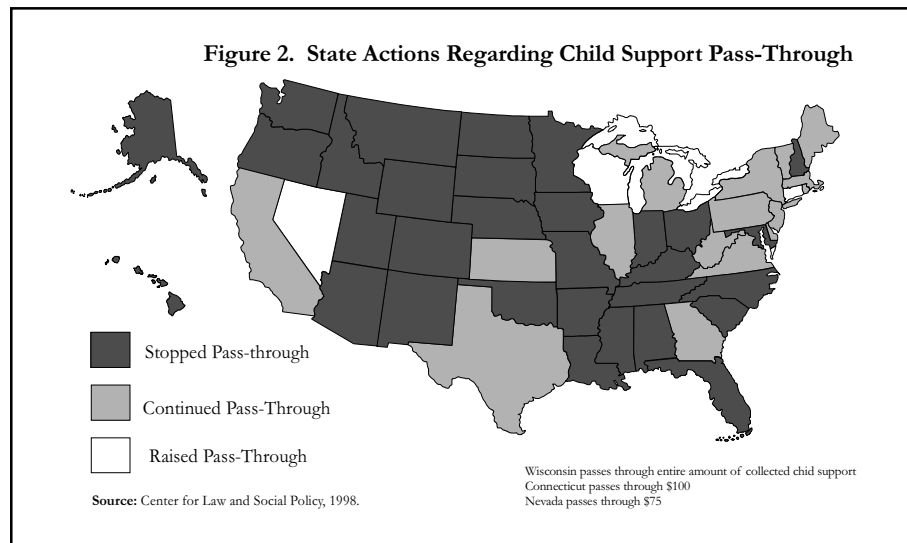 Figure 2. State Actions Regarding Child Support Pass-Through
Stopped Pass-through
Continued Pass-Through
Raised Pass-Through
Wisconsin passes through entire amount of collected chid support
Connecticut passes through $100
Nevada passes through $75
Source: Center for Law and Social Policy, 1998.